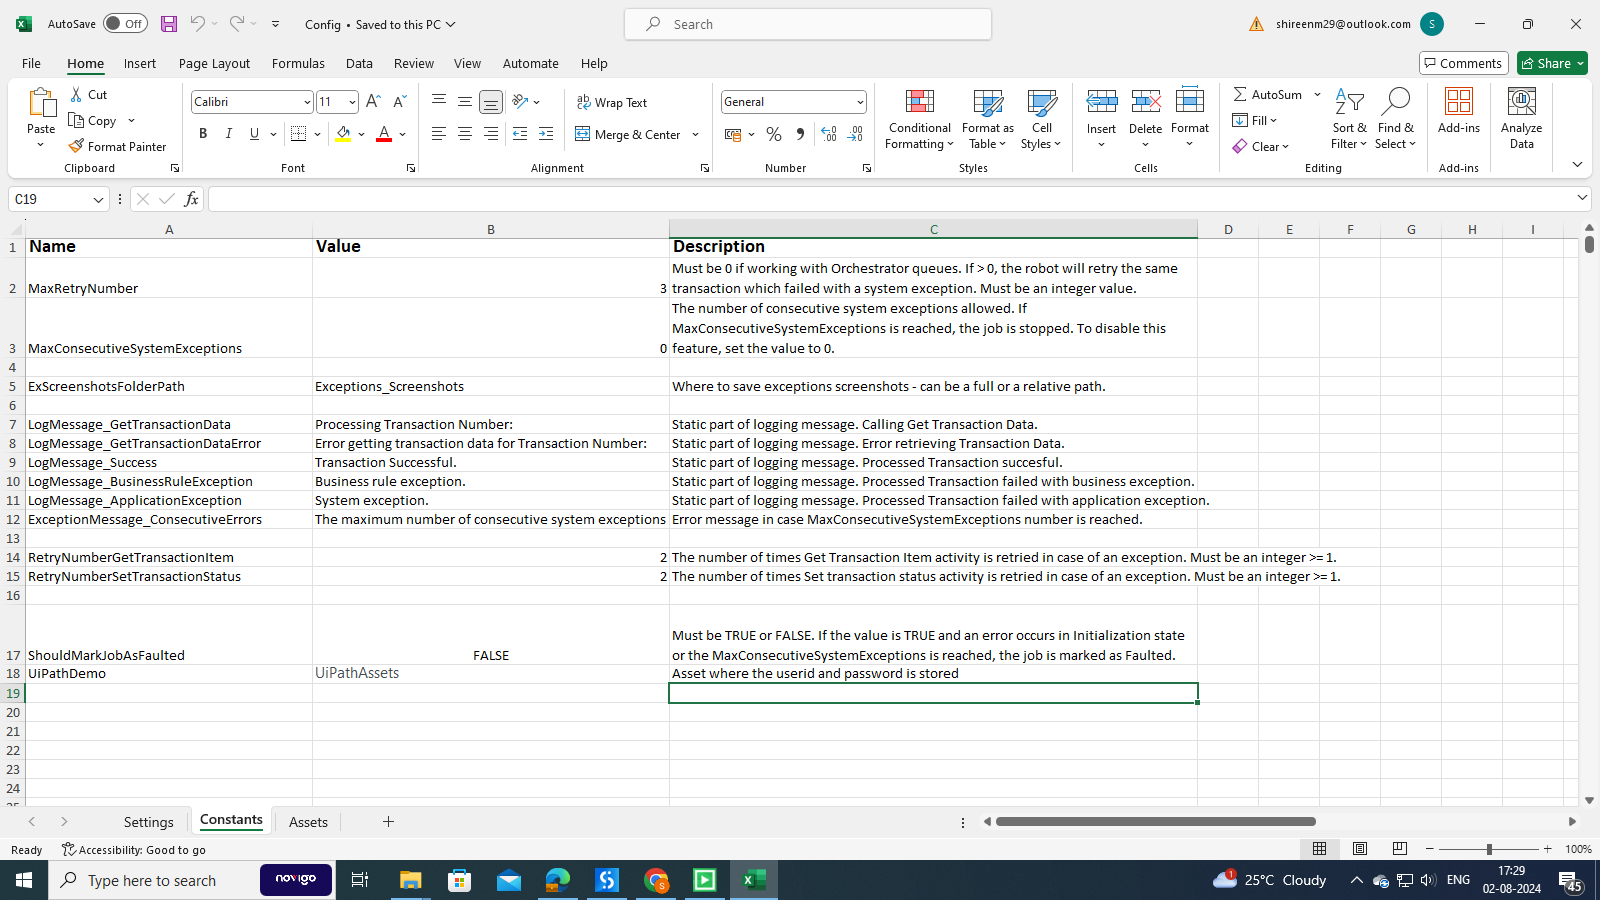 AutoSave Off Config • Saved to this PC Search shireenm29@outlook.com S
File Home Insert Page Layout Formulas Data Review View Automate Help Comments Share
Paste Cut Copy Format Painter Clipboard
Calibri 11 B I U A Font
Wrap Text Merge & Center Alignment
General % Number
Conditional Formatting Format as Table Cell Styles Styles
Insert Delete Format Cells
AutoSum Fill Clear Sort & Filter Find & Select Editing
Add-ins Add-ins
Analyze Data
C19 fx
A B C D E F G H I
1 Name Value Description
Must be 0 if working with Orchestrator queues. If > 0, the robot will retry the same
2 MaxRetryNumber 3 transaction which failed with a system exception. Must be an integer value.
The number of consecutive system exceptions allowed. If
MaxConsecutiveSystemExceptions is reached, the job is stopped. To disable this
3 MaxConsecutiveSystemExceptions 0 feature, set the value to 0.
4
5 ExScreenshotsFolderPath Exceptions_Screenshots Where to save exceptions screenshots - can be a full or a relative path.
6
7 LogMessage_GetTransactionData Processing Transaction Number: Static part of logging message. Calling Get Transaction Data.
8 LogMessage_GetTransactionDataError Error getting transaction data for Transaction Number: Static part of logging message. Error retrieving Transaction Data.
9 LogMessage_Success Transaction Successful. Static part of logging message. Processed Transaction succesful.
10 LogMessage_BusinessRuleException Business rule exception. Static part of logging message. Processed Transaction failed with business exception.
11 LogMessage_ApplicationException System exception. Static part of logging message. Processed Transaction failed with application exception.
12 ExceptionMessage_ConsecutiveErrors The maximum number of consecutive system exceptions Error message in case MaxConsecutiveSystemExceptions number is reached.
13
14 RetryNumberGetTransactionItem 2 The number of times Get Transaction Item activity is retried in case of an exception. Must be an integer >= 1.
15 RetryNumberSetTransactionStatus 2 The number of times Set transaction status activity is retried in case of an exception. Must be an integer >= 1.
16
Must be TRUE or FALSE. If the value is TRUE and an error occurs in Initialization state
17 ShouldMarkJobAsFaulted FALSE or the MaxConsecutiveSystemExceptions is reached, the job is marked as Faulted.
18 UiPathDemo UiPathAssets Asset where the userid and password is stored
19
20
21
22
23
24
Settings Constants Assets
Ready Accessibility: Good to go 100%
Type here to search novigo 1 25°C Cloudy ENG 17:29
02-08-2024 45